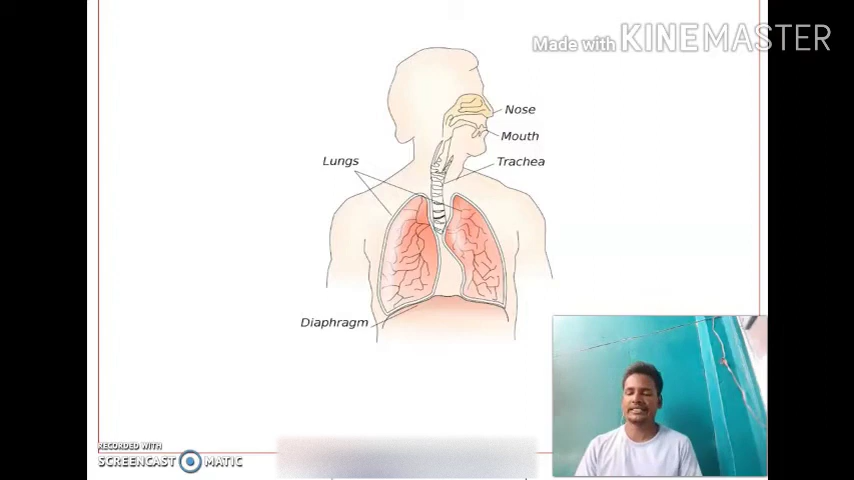 Made with KINEMASTER
Nose
Mouth
Lungs
Trachea
Diaphragm
RECORDED WITH
SCREENCAST MATIC